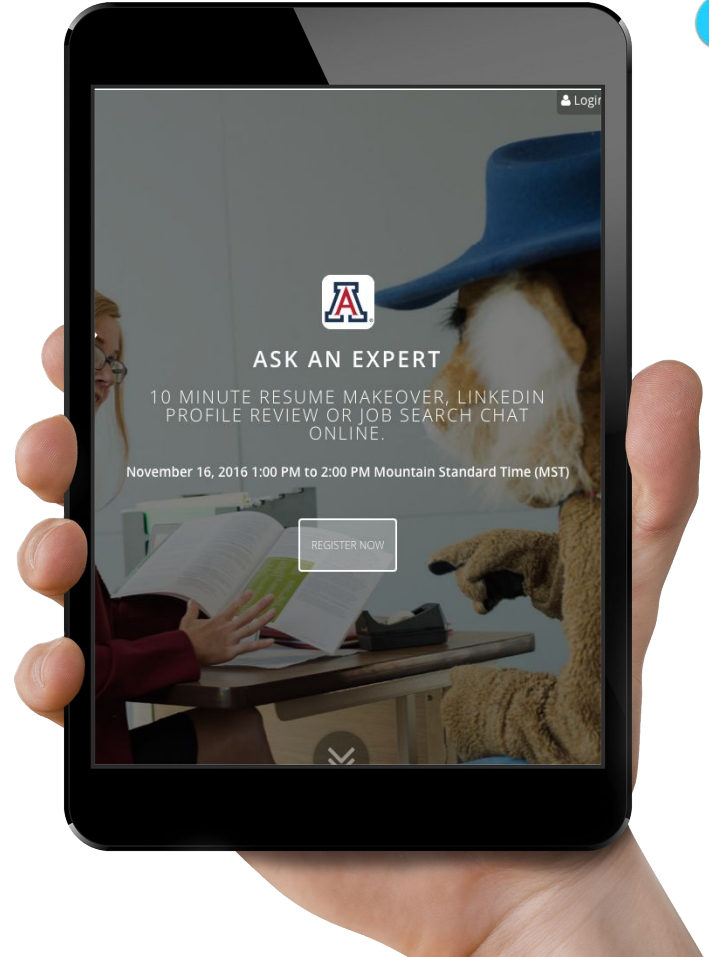 Login
A
ASK AN EXPERT
10 MINUTE RESUME MAKEOVER, LINKEDIN
PROFILE REVIEW OR JOB SEARCH CHAT
ONLINE.
November 16, 2016 1:00 PM to 2:00 PM Mountain Standard Time (MST)
REGISTER NOW